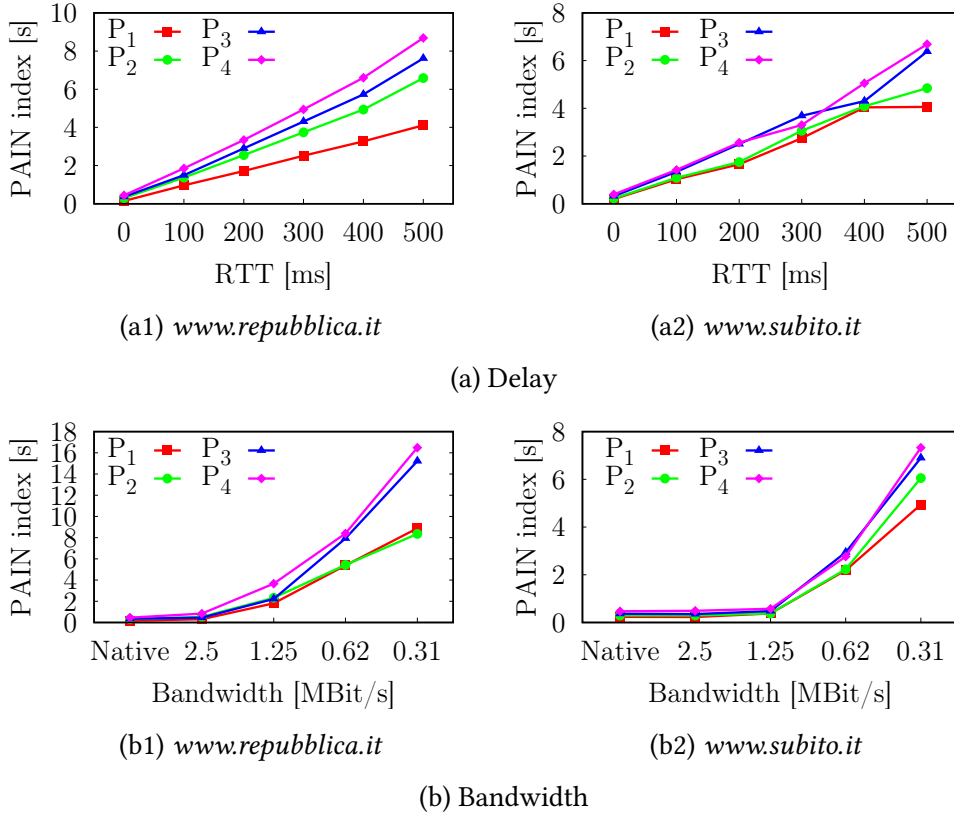 PAIN index [s]
10
8
6
4
2
0
P1 P3
P2 P4
0 100 200 300 400 500
RTT [ms]
(a1) www.repubblica.it
PAIN index [s]
8
6
4
2
0
P1 P3
P2 P4
0 100 200 300 400 500
RTT [ms]
(a2) www.subito.it
(a) Delay
PAIN index [s]
18
16
14
12
10
8
6
4
2
0
P1 P3
P2 P4
Native 2.5 1.25 0.62 0.31
Bandwidth [MBit/s]
(b1) www.repubblica.it
PAIN index [s]
8
6
4
2
0
P1 P3
P2 P4
Native 2.5 1.25 0.62 0.31
Bandwidth [MBit/s]
(b2) www.subito.it
(b) Bandwidth